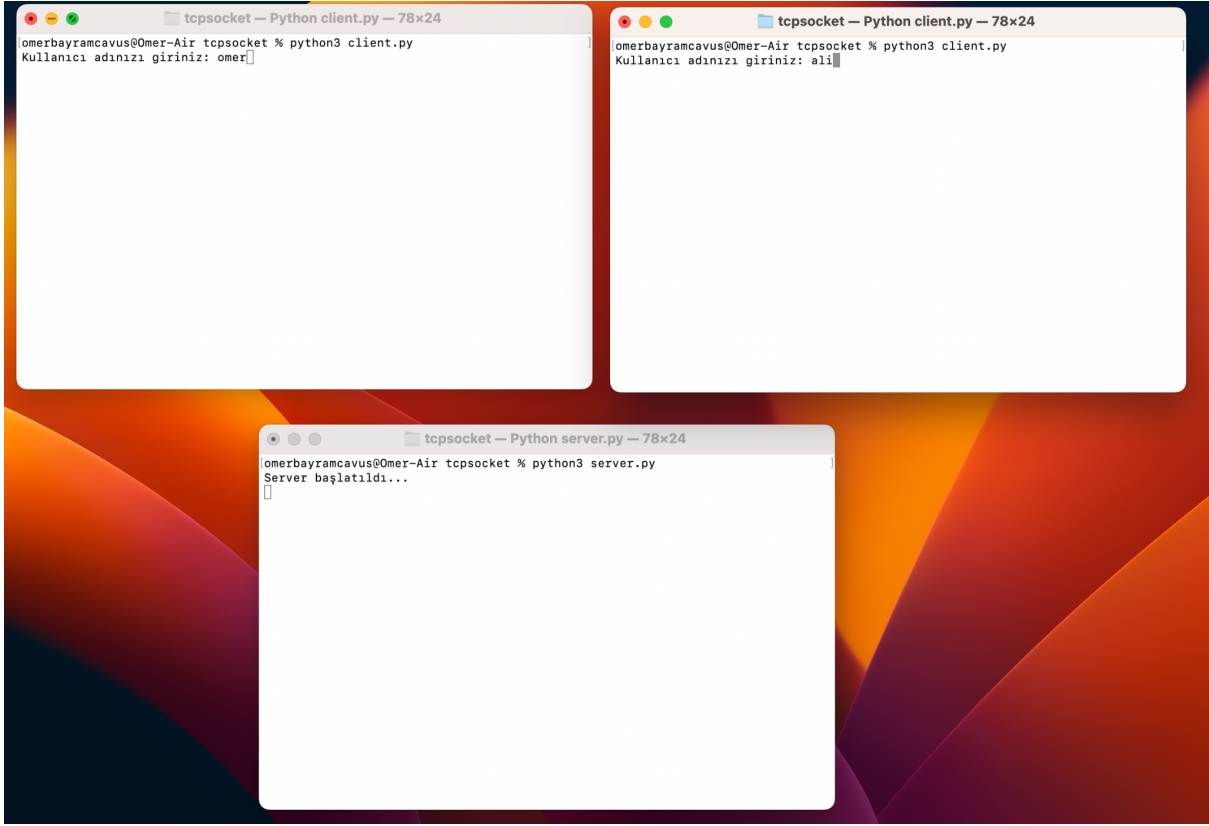 tcpsocket — Python client.py — 78×24
[omerbayramcavus@Omer-Air tcpsocket % python3 client.py ]
Kullanıcı adınızı giriniz: omer
tcpsocket — Python client.py — 78×24
[omerbayramcavus@Omer-Air tcpsocket % python3 client.py ]
Kullanıcı adınızı giriniz: ali
tcpsocket — Python server.py — 78×24
[omerbayramcavus@Omer-Air tcpsocket % python3 server.py ]
Server başlatıldı...